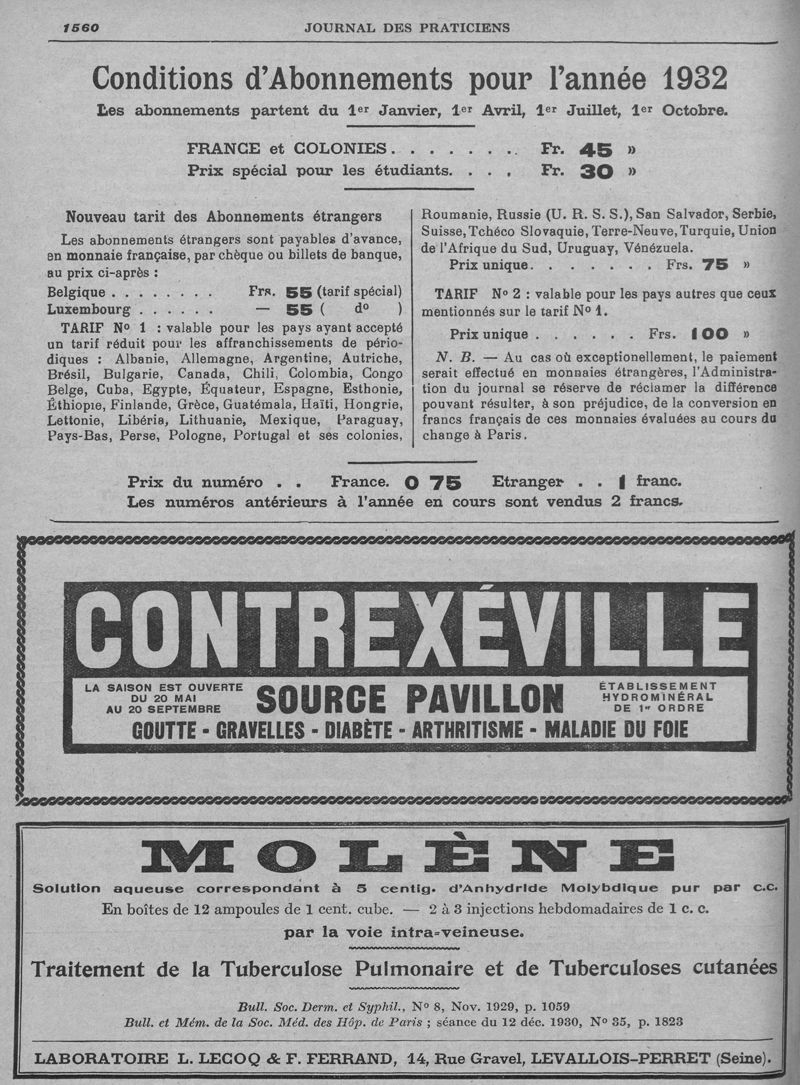 1560
JOURNAL DES PRATICIENS
Conditions d'Abonnements pour l'année 1932
Les abonnements partent du 1er Janvier, 1er Avril, 1er Juillet, 1er Octobre.
FRANCE et COLONIES. . . . . . . . Fr. 45 »
Prix spécial pour les étudiants. . . . Fr. 30 »
Nouveau tarif des Abonnements étrangers
Les abonnements étrangers sont payables d'avance,
en monnaie française, par chèque ou billets de banque,
au prix ci-après :
Belgique . . . . . . . . Frs. 55 (tarif spécial)
Luxembourg . . . . . . — 55 ( do )
TARIF No 1 : valable pour les pays ayant accepté
un tarif réduit pour les affranchissements de pério-
diques : Albanie, Allemagne, Argentine, Autriche,
Brésil, Bulgarie, Canada, Chili, Colombia, Congo
Belge, Cuba, Egypte, Équateur, Espagne, Esthonie,
Éthiopie, Finlande, Grèce, Guatémala, Haïti, Hongrie,
Lettonie, Libéria, Lithuanie, Mexique, Paraguay,
Pays-Bas, Perse, Pologne, Portugal et ses colonies,
Roumanie, Russie (U. R. S. S.), San Salvador, Serbie,
Suisse, Tchéco Slovaquie, Terre-Neuve, Turquie, Union
de l'Afrique du Sud, Uruguay, Vénézuela.
Prix unique. . . . . . . . Frs. 75 »
TARIF No 2 : valable pour les pays autres que ceux
mentionnés sur le tarif No 1.
Prix unique . . . . . . Frs. 100 »
N. B. — Au cas où exceptionellement, le paiement
serait effectué en monnaies étrangères, l'Administra-
tion du journal se réserve de réclamer la différence
pouvant résulter, à son préjudice, de la conversion en
francs français de ces monnaies évaluées au cours du
change à Paris.
Prix du numéro . . France. 0 75 Etranger . . 1 franc.
Les numéros antérieurs à l'année en cours sont vendus 2 francs.
CONTREXÉVILLE
LA SAISON EST OUVERTE
DU 20 MAI
AU 20 SEPTEMBRE
SOURCE PAVILLON
ÉTABLISSEMENT
HYDROMINÉRAL
DE 1er ORDRE
GOUTTE - GRAVELLES - DIABÈTE - ARTHRITISME - MALADIE DU FOIE
MOLÈNE
Solution aqueuse correspondant à 5 centig. d'Anhydride Molybdique pur par c.c.
En boîtes de 12 ampoules de 1 cent. cube. — 2 à 3 injections hebdomadaires de 1 c. c.
par la voie intra-veineuse.
Traitement de la Tuberculose Pulmonaire et de Tuberculoses cutanées
Bull. Soc. Derm. et Syphil., No 8, Nov. 1929, p. 1059
Bull. et Mém. de la Soc. Méd. des Hôp. de Paris ; séance du 12 déc. 1930, No 35, p. 1823
LABORATOIRE L. LECOQ & F. FERRAND, 14, Rue Gravel, LEVALLOIS-PERRET (Seine).